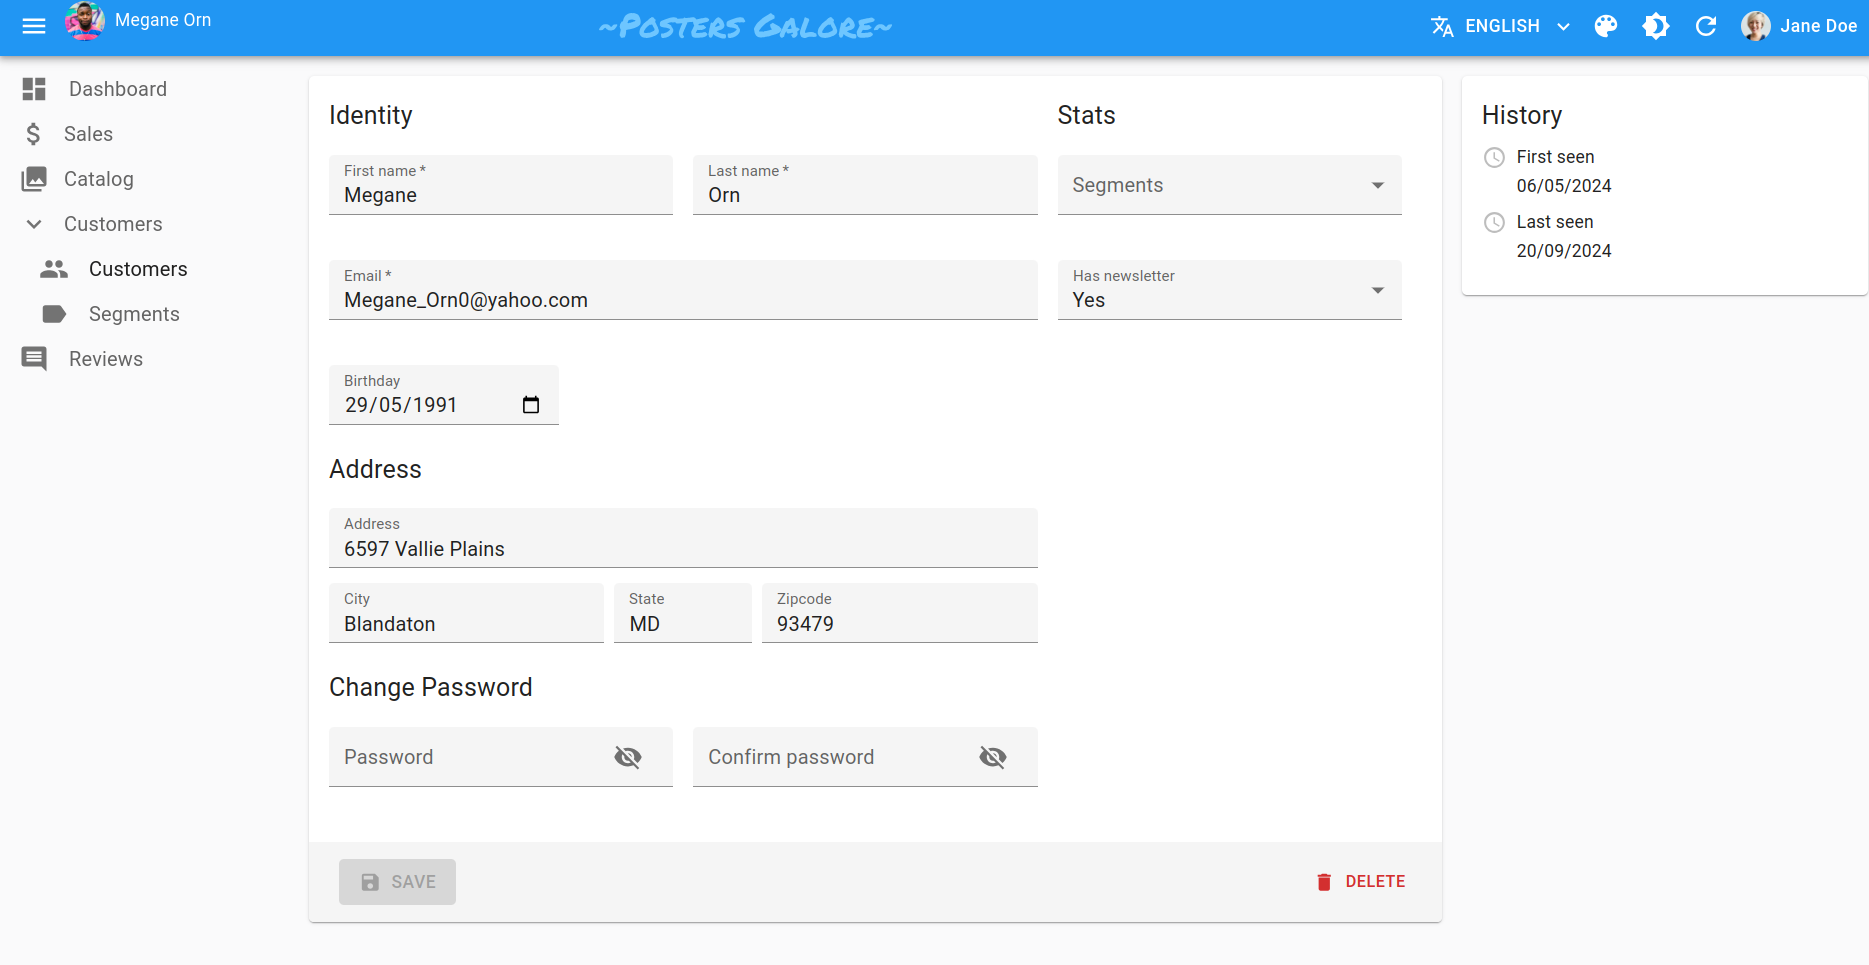 Megane Orn
~Posters Galore~
ENGLISH
Jane Doe
Dashboard
Sales
Catalog
Customers
Customers
Segments
Reviews
Identity
First name *
Megane
Last name *
Orn
Email *
Megane_Orn0@yahoo.com
Birthday
29/05/1991
Address
Address
6597 Vallie Plains
City
Blandaton
State
MD
Zipcode
93479
Change Password
Password
Confirm password
Stats
Segments
Has newsletter
Yes
SAVE
DELETE
History
First seen
06/05/2024
Last seen
20/09/2024